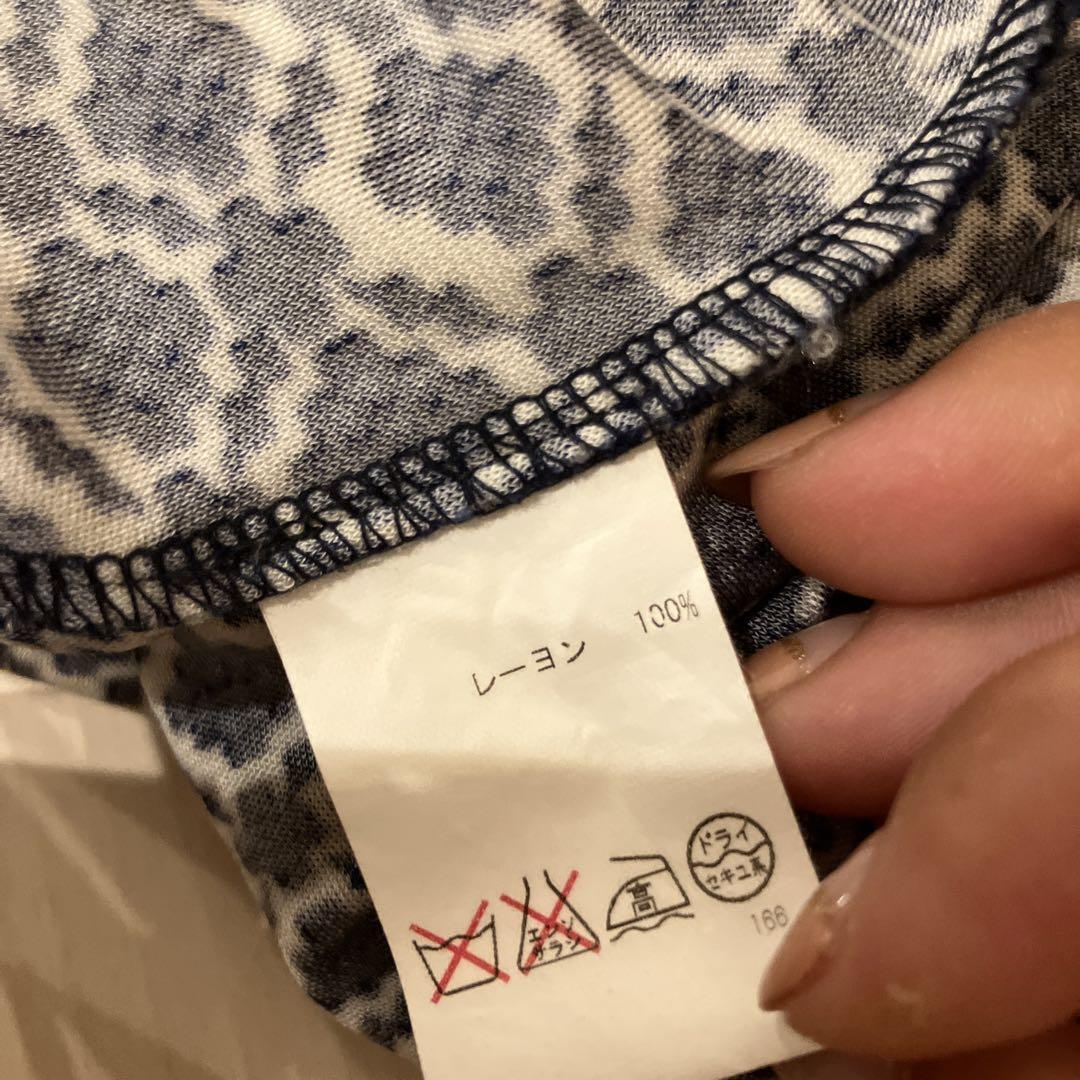 レーヨン 100%
エンソ
サラシ
高
ドライ
セキユ系
166